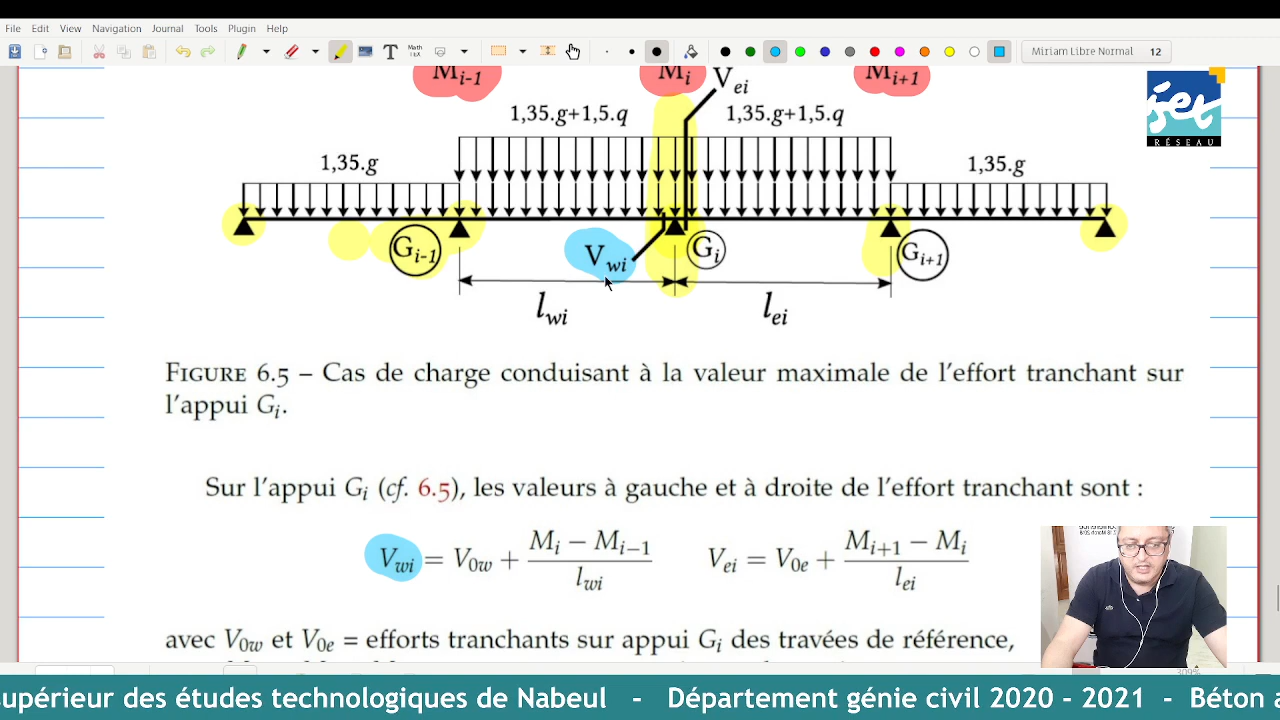 File Edit View Navigation Journal Tools Plugin Help
Miriam Libre Normal 12
M_{i-1} M_i V_{ei} M_{i+1}
1,35.g+1,5.q 1,35.g+1,5.q
1,35.g 1,35.g
G_{i-1} V_{wi} G_i G_{i+1}
l_{wi} l_{ei}
RÉSEAU
FIGURE 6.5 – Cas de charge conduisant à la valeur maximale de l'effort tranchant sur
l'appui G_i.
Sur l'appui G_i (cf. 6.5), les valeurs à gauche et à droite de l'effort tranchant sont :
V_{wi} = V_{0w} + \frac{M_i − M_{i−1}}{l_{wi}} V_{ei} = V_{0e} + \frac{M_{i+1} − M_i}{l_{ei}}
avec V_{0w} et V_{0e} = efforts tranchants sur appui G_i des travées de référence,
supérieur des études technologiques de Nabeul - Département génie civil 2020 - 2021 - Béton a